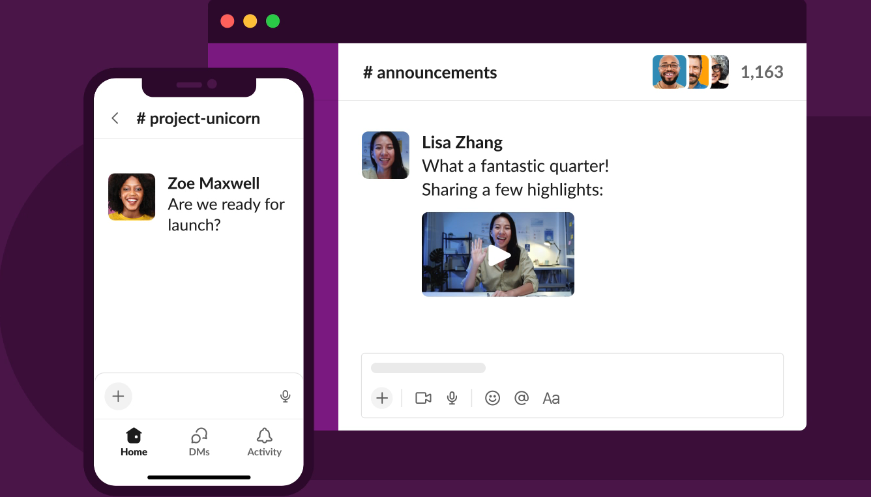 # project-unicorn
Zoe Maxwell
Are we ready for
launch?
Home
DMs
Activity
# announcements
1,163
Lisa Zhang
What a fantastic quarter!
Sharing a few highlights:
@
Aa